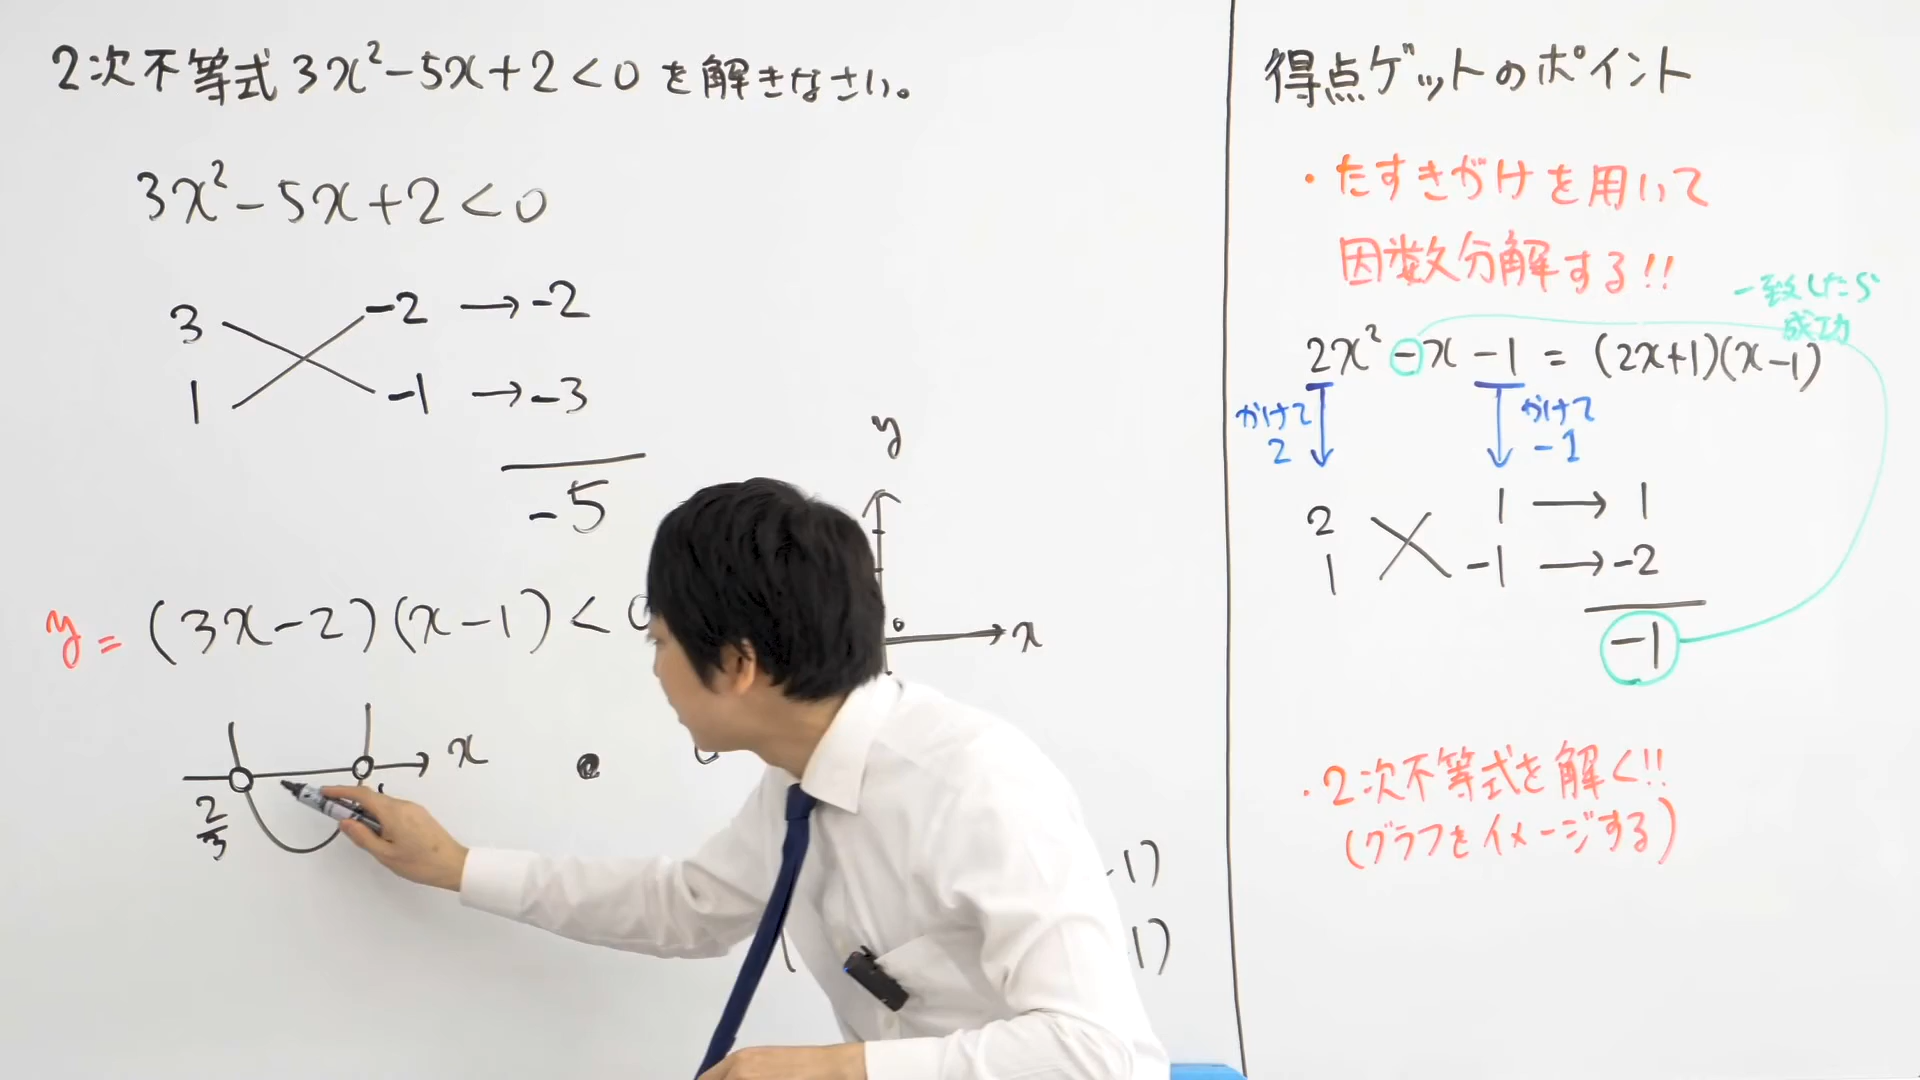 2次不等式 3x²-5x+2<0 を解きなさい。
3x²-5x+2<0
3 -2 → -2
1 -1 → -3
-5
y = (3x-2)(x-1)<0
x
2/3
y
0
x
-1)
1)
得点ゲットのポイント
・たすきがけを用いて
因数分解する!!
一致したら
成功
2x²-x-1 = (2x+1)(x-1)
かけて
2
かけて
-1
2 1 → 1
1 -1 → -2
-1
・2次不等式を解く!!
(グラフをイメージする)